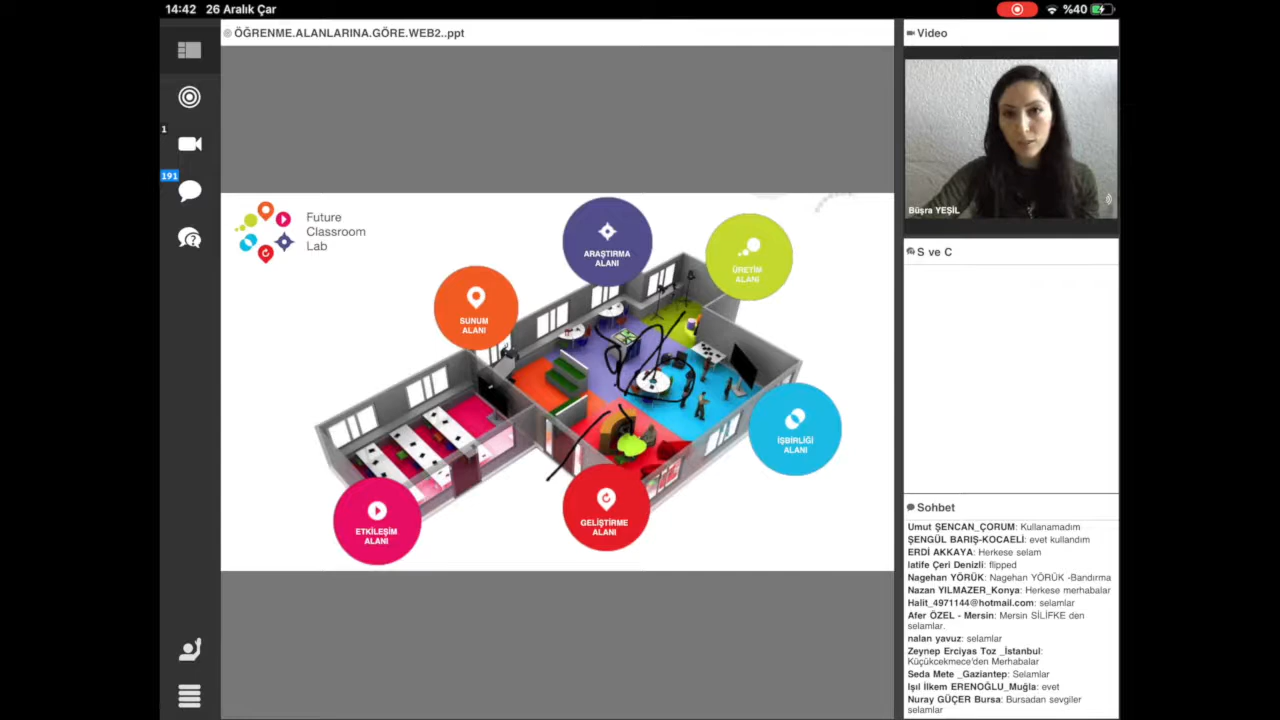 14:42 26 Aralık Çar
%40
ÖĞRENME.ALANLARINA.GÖRE.WEB2..ppt
1
191
Future
Classroom
Lab
ARAŞTIRMA
ALANI
ÜRETİM
ALANI
SUNUM
ALANI
İŞBİRLİĞİ
ALANI
GELİŞTİRME
ALANI
ETKİLEŞİM
ALANI
Video
Büşra YEŞİL
S ve C
Sohbet
Umut ŞENCAN_ÇORUM: Kullanamadım
ŞENGÜL BARIŞ-KOCAELİ: evet kullandım
ERDİ AKKAYA: Herkese selam
latife Çeri Denizli: flipped
Nagehan YÖRÜK: Nagehan YÖRÜK -Bandırma
Nazan YILMAZER_Konya: Herkese merhabalar
Halit_4971144@hotmail.com: selamlar
Afer ÖZEL - Mersin: Mersin SİLİFKE den
selamlar.
nalan yavuz: selamlar
Zeynep Erciyas Toz _İstanbul:
Küçükcekmece'den Merhabalar
Seda Mete _Gaziantep: Selamlar
Işıl İlkem ERENOĞLU_Muğla: evet
Nuray GÜÇER Bursa: Bursadan sevgiler
selamlar